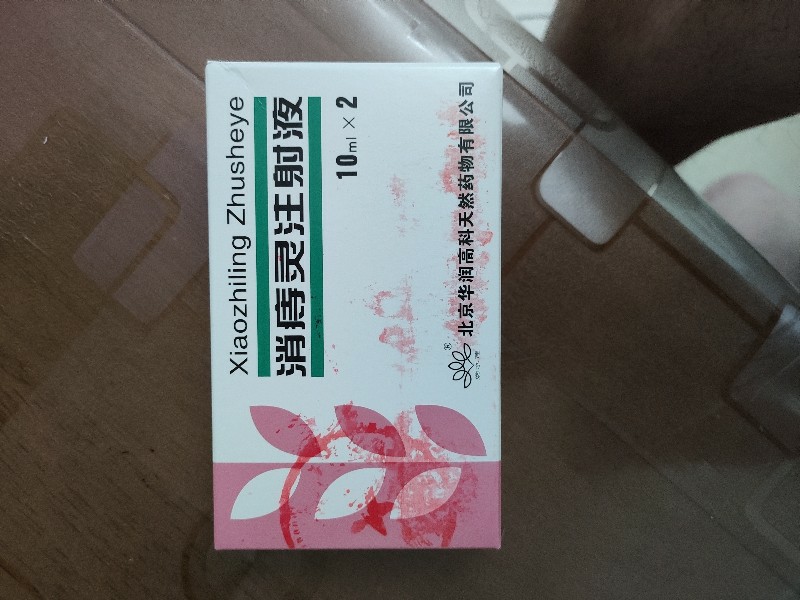 Xiaozhiling Zhusheye
消痔灵注射液
10ml × 2
®
北京华润高科天然药物有限公司